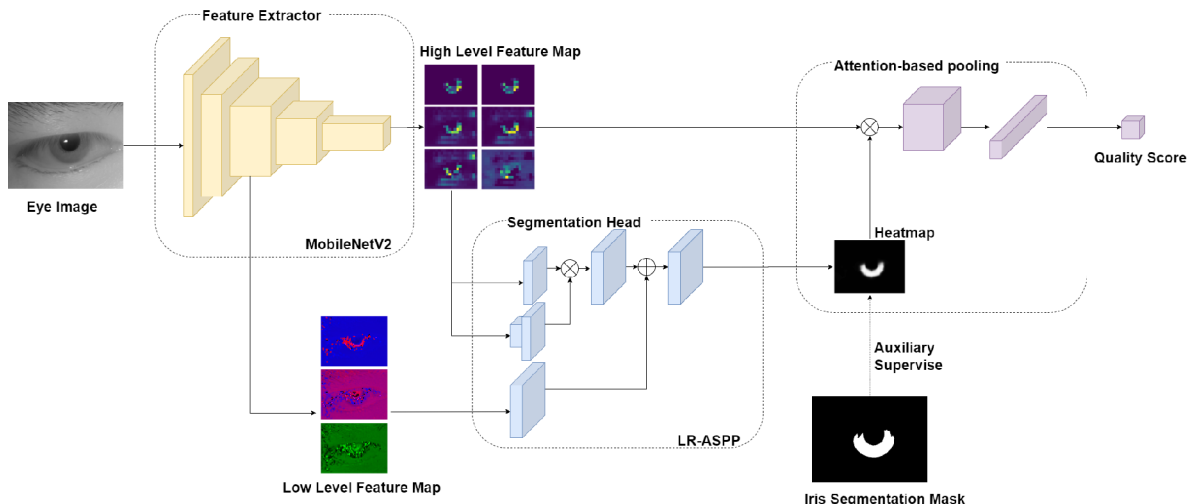 Feature Extractor
High Level Feature Map
Attention-based pooling
Eye Image
MobileNetV2
Quality Score
Segmentation Head
Heatmap
Auxiliary
Supervise
LR-ASPP
Low Level Feature Map
Iris Segmentation Mask